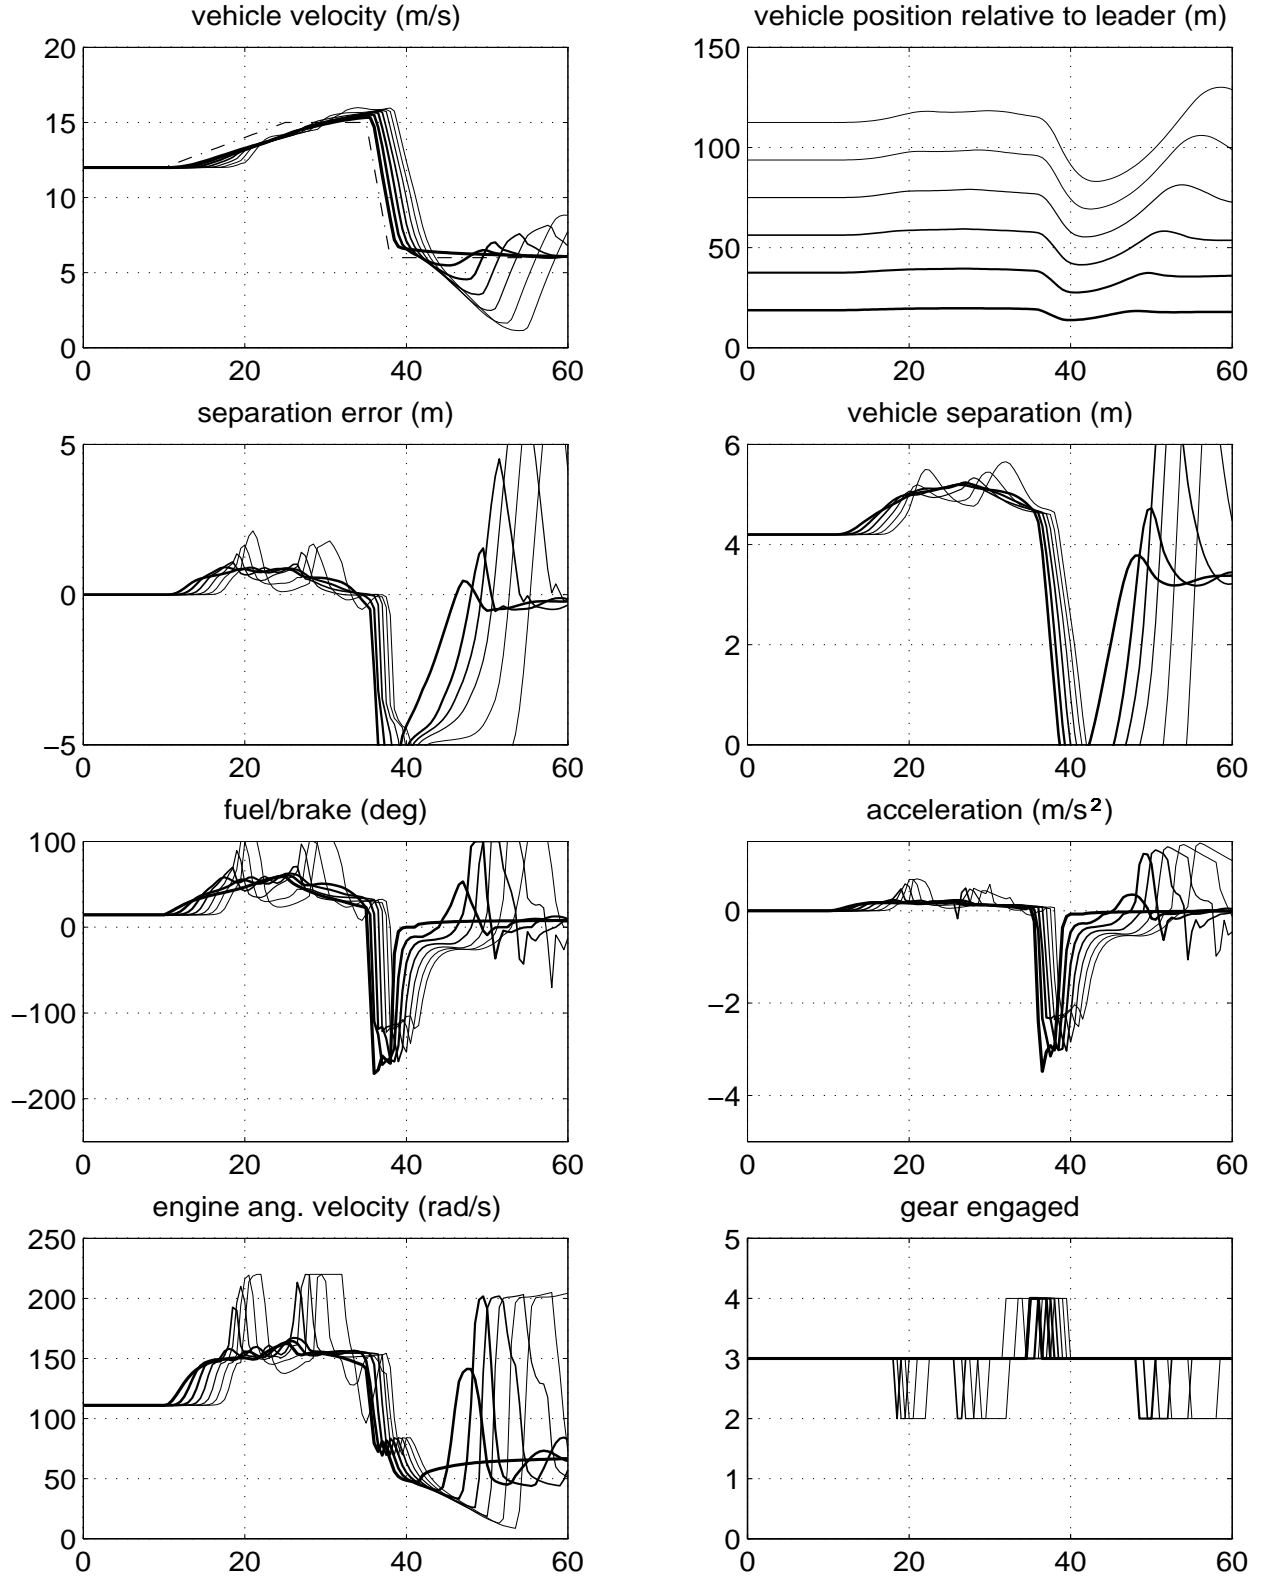 vehicle velocity (m/s)
20
15
10
5
0
0 20 40 60
vehicle position relative to leader (m)
150
100
50
0
0 20 40 60
separation error (m)
5
0
−5
0 20 40 60
vehicle separation (m)
6
4
2
0
0 20 40 60
fuel/brake (deg)
100
0
−100
−200
0 20 40 60
acceleration (m/s²)
0
−2
−4
0 20 40 60
engine ang. velocity (rad/s)
250
200
150
100
50
0
0 20 40 60
gear engaged
5
4
3
2
1
0
0 20 40 60